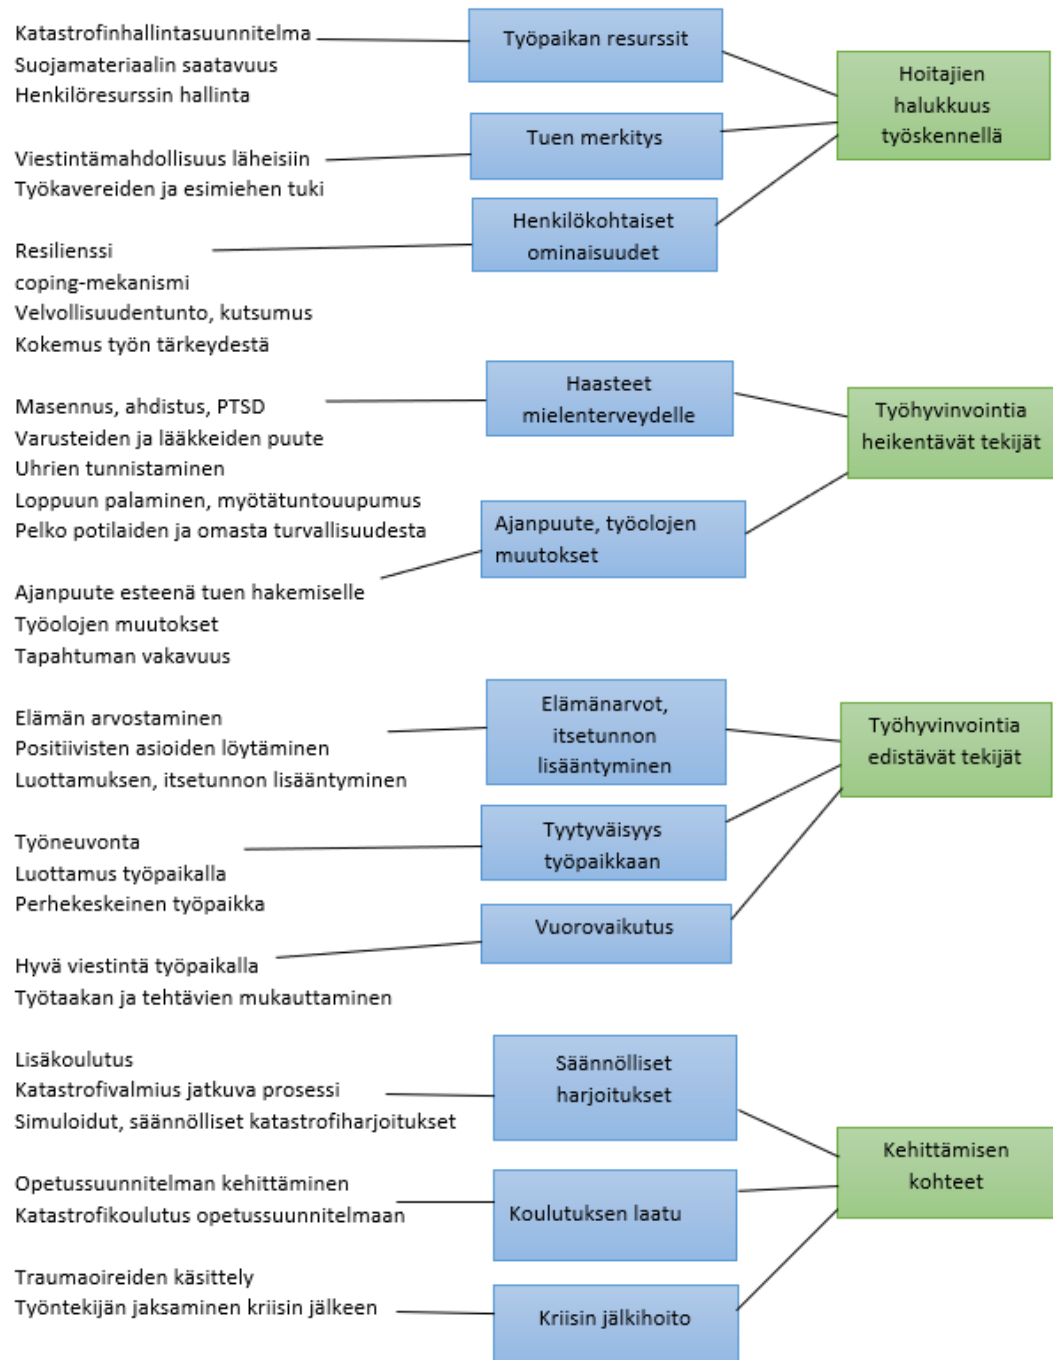 Katastrofinhallintasuunnitelma
Suojamateriaalin saatavuus
Henkilöresurssin hallinta
Työpaikan resurssit
Hoitajien
halukkuus
työskennellä
Viestintämahdollisuus läheisiin
Työkavereiden ja esimiehen tuki
Tuen merkitys
Resilienssi
coping-mekanismi
Velvollisuudentunto, kutsumus
Kokemus työn tärkeydestä
Henkilökohtaiset
ominaisuudet
Masennus, ahdistus, PTSD
Varusteiden ja lääkkeiden puute
Uhrien tunnistaminen
Loppuun palaminen, myötätuntouupumus
Pelko potilaiden ja omasta turvallisuudesta
Haasteet
mielenterveydelle
Työhyvinvointia
heikentävät tekijät
Ajanpuute esteenä tuen hakemiselle
Työolojen muutokset
Tapahtuman vakavuus
Ajanpuute, työolojen
muutokset
Elämän arvostaminen
Positiivisten asioiden löytäminen
Luottamuksen, itsetunnon lisääntyminen
Elämänarvot,
itsetunnon
lisääntyminen
Työhyvinvointia
edistävät tekijät
Työneuvonta
Luottamus työpaikalla
Perhekeskeinen työpaikka
Tyytyväisyys
työpaikkaan
Hyvä viestintä työpaikalla
Työtaakan ja tehtävien mukauttaminen
Vuorovaikutus
Lisäkoulutus
Katastrofivalmius jatkuva prosessi
Simuloidut, säännölliset katastrofiharjoitukset
Säännölliset
harjoitukset
Kehittämisen
kohteet
Opetussuunnitelman kehittäminen
Katastrofikoulutus opetussuunnitelmaan
Koulutuksen laatu
Traumaoireiden käsittely
Työntekijän jaksaminen kriisin jälkeen
Kriisin jälkihoito